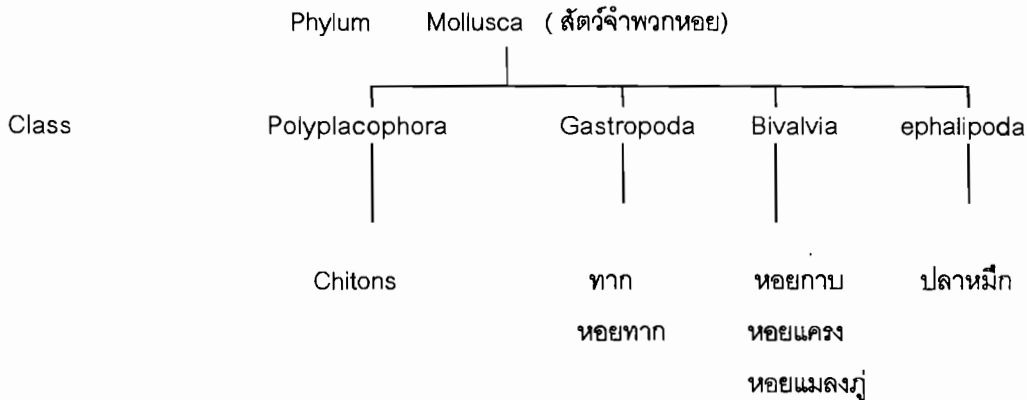 Phylum Mollusca ( สัตว์จำพวกหอย)
Class Polyplacophora Gastropoda Bivalvia ephalipoda
Chitons ทาก หอยกาบ ปลาหมึก
หอยทาก หอยแครง
หอยแมลงภู่